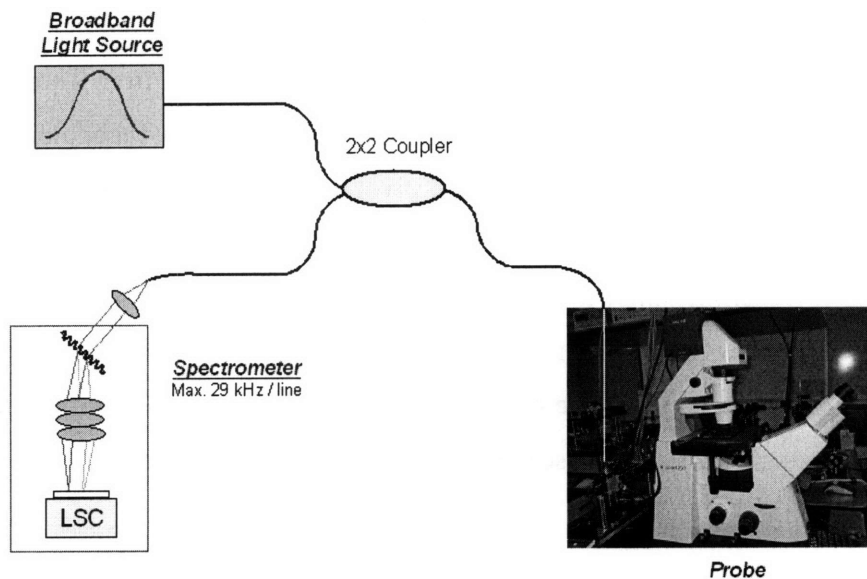 Broadband
Light Source
2x2 Coupler
Spectrometer
Max. 29 kHz / line
LSC
Probe